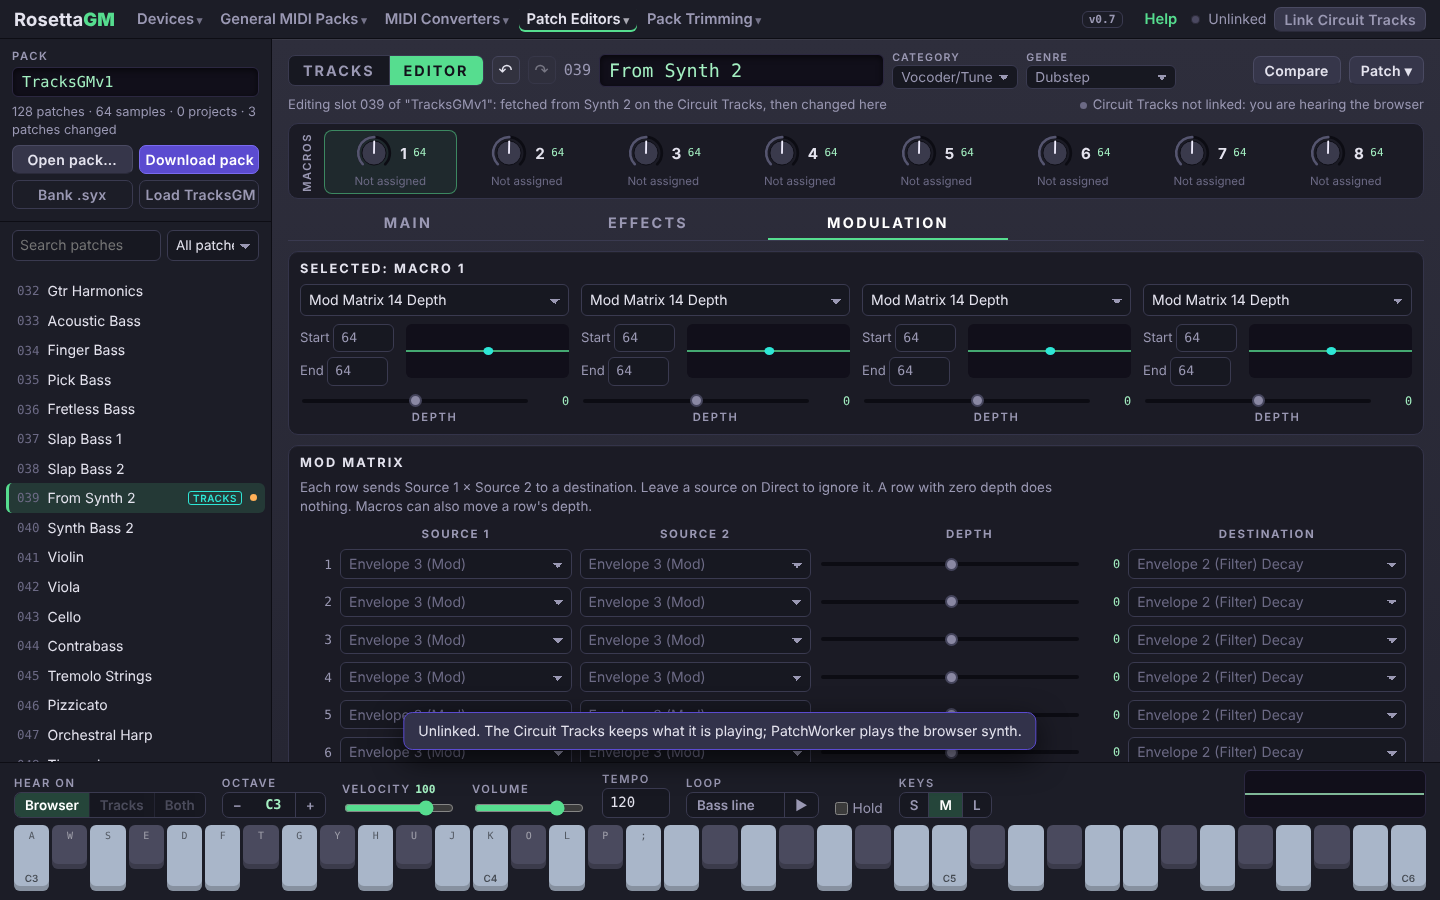 RosettaGM Devices ▾ General MIDI Packs ▾ MIDI Converters ▾ Patch Editors ▾ Pack Trimming ▾ v0.7 Help Unlinked Link Circuit Tracks
PACK
TracksGMv1
128 patches · 64 samples · 0 projects · 3
patches changed
Open pack... Download pack
Bank .syx Load TracksGM
Search patches All patche
032 Gtr Harmonics
033 Acoustic Bass
034 Finger Bass
035 Pick Bass
036 Fretless Bass
037 Slap Bass 1
038 Slap Bass 2
039 From Synth 2 TRACKS
040 Synth Bass 2
041 Violin
042 Viola
043 Cello
044 Contrabass
045 Tremolo Strings
046 Pizzicato
047 Orchestral Harp
TRACKS EDITOR ↶ ↷ 039 From Synth 2
CATEGORY
Vocoder/Tune
GENRE
Dubstep
Compare Patch ▾
Editing slot 039 of "TracksGMv1": fetched from Synth 2 on the Circuit Tracks, then changed here
Circuit Tracks not linked: you are hearing the browser
MACROS
1 64 2 64 3 64 4 64 5 64 6 64 7 64 8 64
Not assigned Not assigned Not assigned Not assigned Not assigned Not assigned Not assigned Not assigned
MAIN EFFECTS MODULATION
SELECTED: MACRO 1
Mod Matrix 14 Depth Mod Matrix 14 Depth Mod Matrix 14 Depth Mod Matrix 14 Depth
Start 64 Start 64 Start 64 Start 64
End 64 End 64 End 64 End 64
0 0 0 0
DEPTH DEPTH DEPTH DEPTH
MOD MATRIX
Each row sends Source 1 × Source 2 to a destination. Leave a source on Direct to ignore it. A row with zero depth does
nothing. Macros can also move a row's depth.
SOURCE 1 SOURCE 2 DEPTH DESTINATION
1 Envelope 3 (Mod) Envelope 3 (Mod) 0 Envelope 2 (Filter) Decay
2 Envelope 3 (Mod) Envelope 3 (Mod) 0 Envelope 2 (Filter) Decay
3 Envelope 3 (Mod) Envelope 3 (Mod) 0 Envelope 2 (Filter) Decay
4 Envelope 3 (Mod) Envelope 3 (Mod) 0 Envelope 2 (Filter) Decay
5 0 Envelope 2 (Filter) Decay
Unlinked. The Circuit Tracks keeps what it is playing; PatchWorker plays the browser synth.
6 Envelope 3 (Mod) Envelope 3 (Mod) 0 Envelope 2 (Filter) Decay
HEAR ON
Browser Tracks Both
OCTAVE
− C3 +
VELOCITY 100
VOLUME
TEMPO
120
LOOP
Bass line ▶
Hold
KEYS
S M L
A W S E D F T G Y H U J K O L P ;
C3 C4 C5 C6